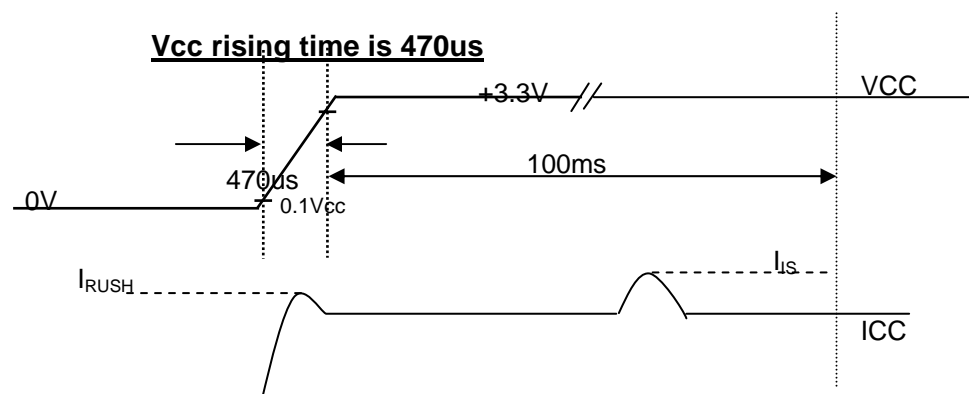 Vcc rising time is 470us
+3.3V
VCC
100ms
470us
0V
0.1Vcc
IRUSH
IIS
ICC